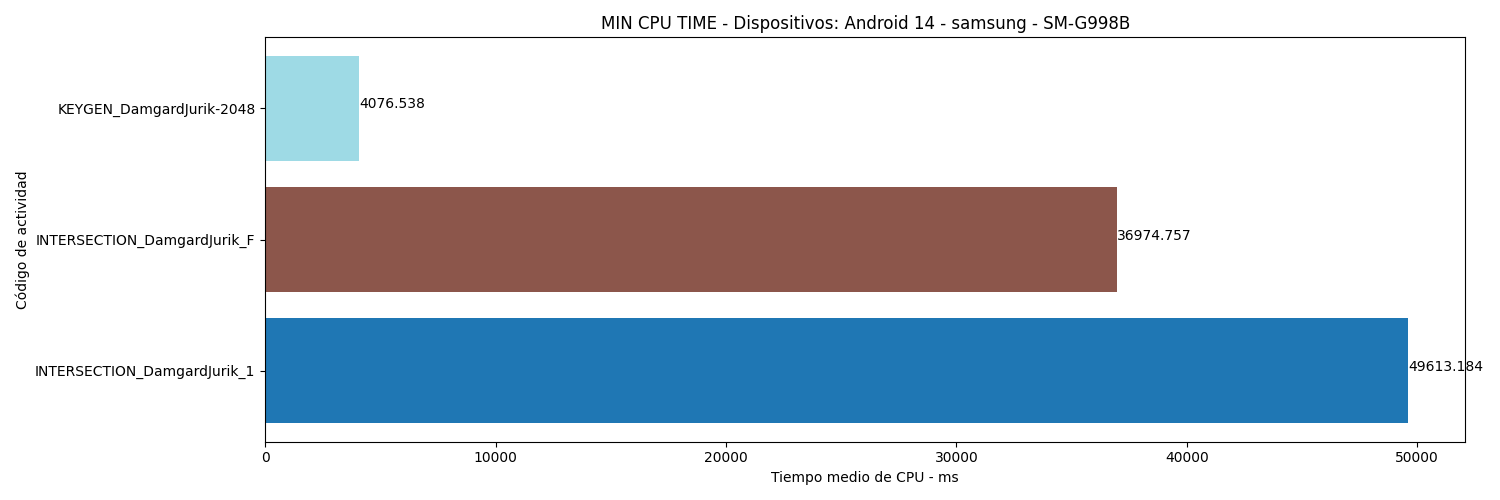 MIN CPU TIME - Dispositivos: Android 14 - samsung - SM-G998B
KEYGEN_DamgardJurik-2048
4076.538
INTERSECTION_DamgardJurik_F
36974.757
INTERSECTION_DamgardJurik_1
49613.184
Código de actividad
0 10000 20000 30000 40000 50000
Tiempo medio de CPU - ms